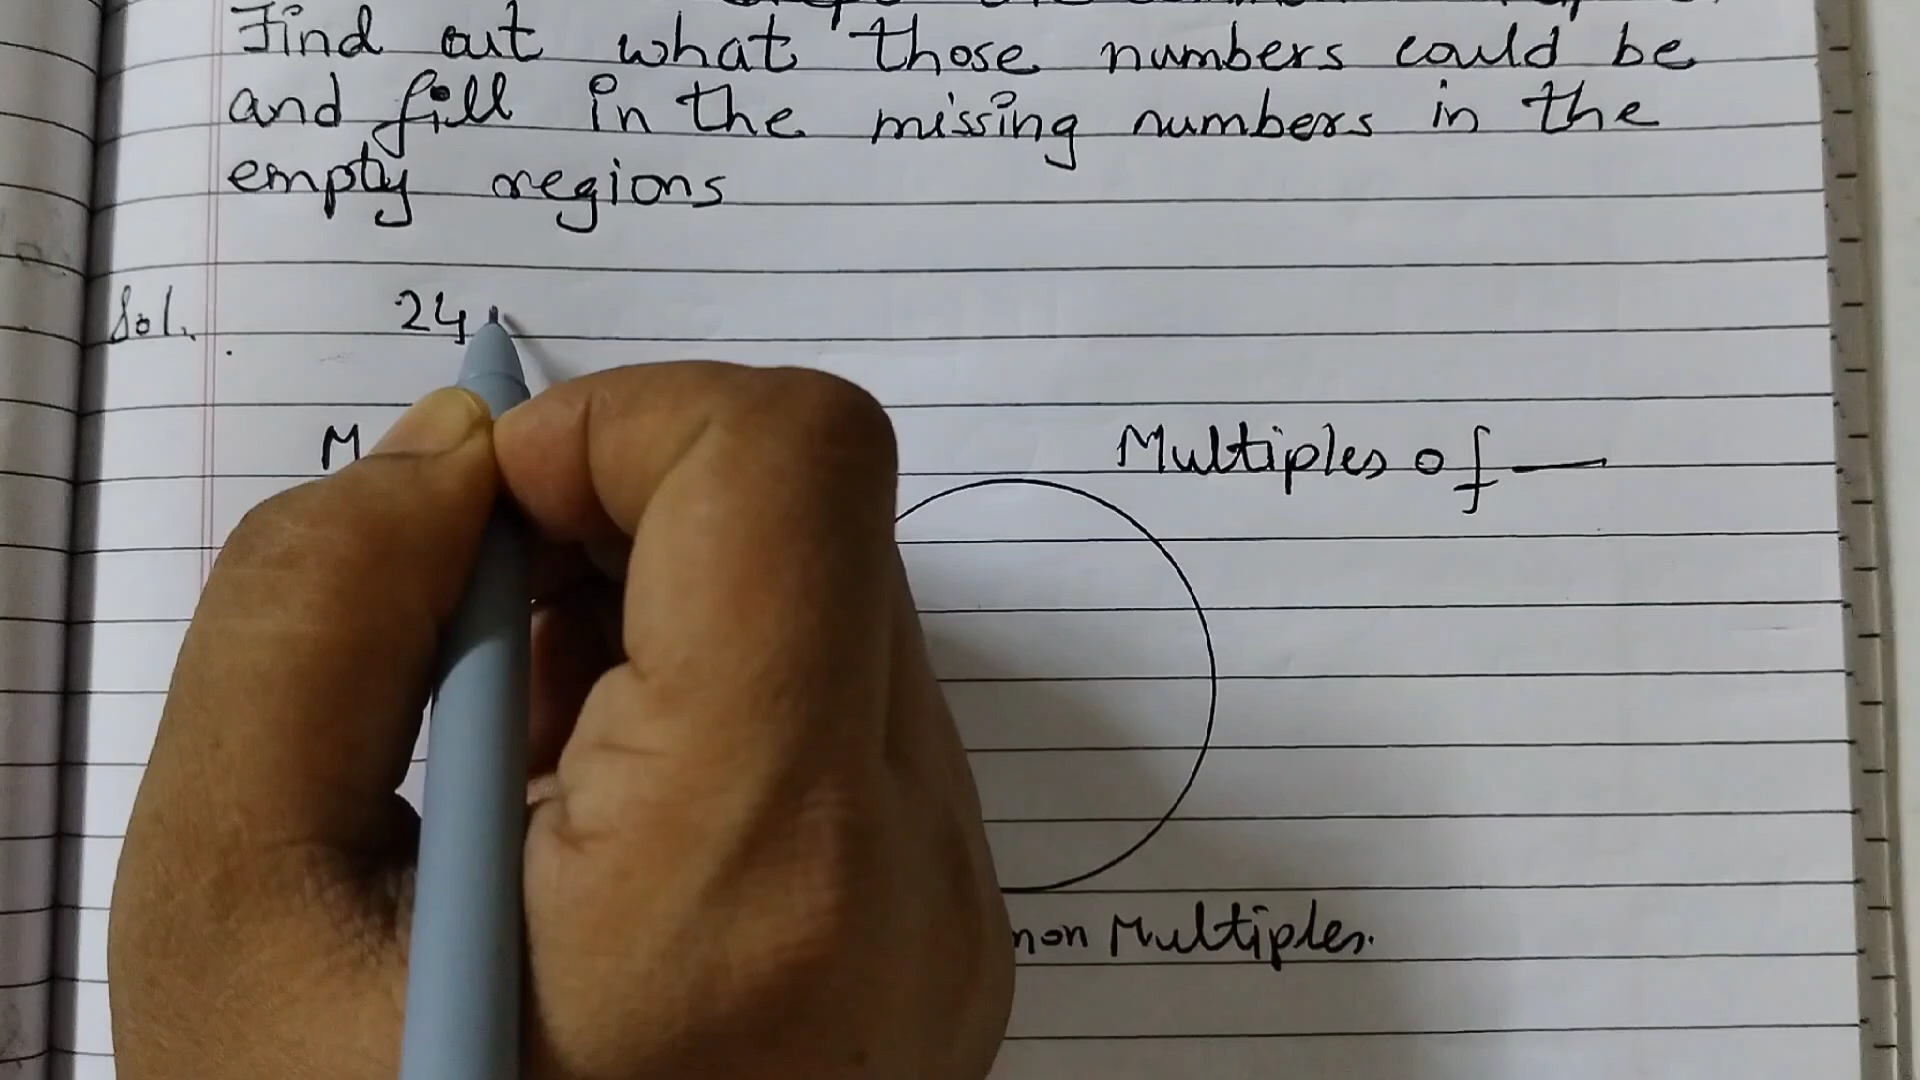 Find out what those numbers could be
and fill in the missing numbers in the
empty regions
Sol.
24
M
Multiples of —
Multiples.